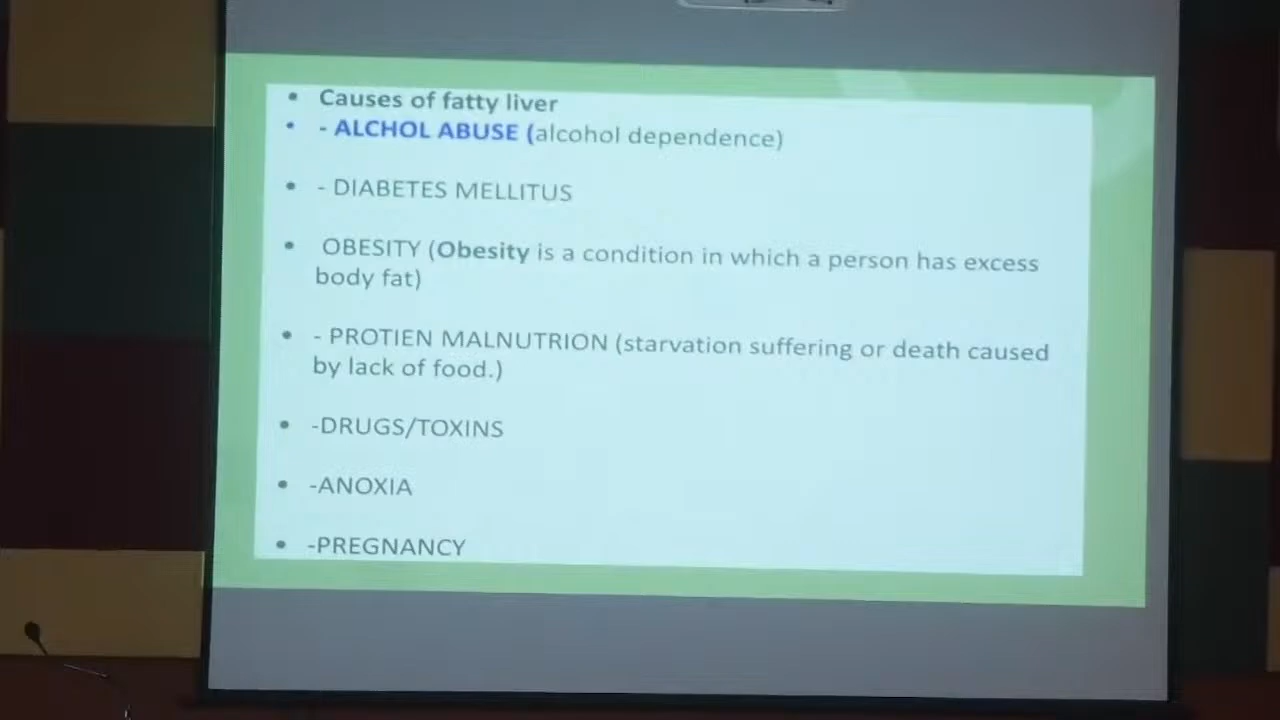 • Causes of fatty liver
• - ALCHOL ABUSE (alcohol dependence)
• - DIABETES MELLITUS
• OBESITY (Obesity is a condition in which a person has excess
body fat)
• - PROTIEN MALNUTRION (starvation suffering or death caused
by lack of food.)
• -DRUGS/TOXINS
• -ANOXIA
• -PREGNANCY